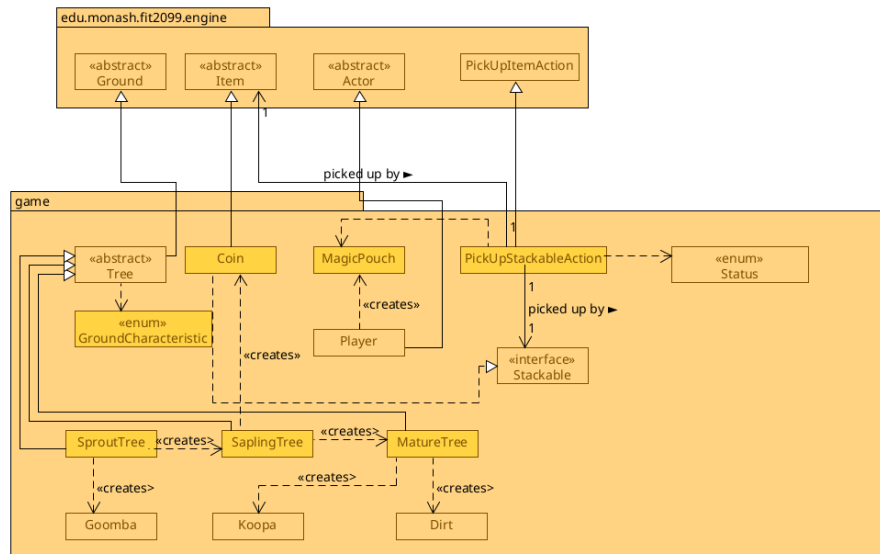 edu.monash.fit2099.engine
«abstract»
Ground
«abstract»
Item
«abstract»
Actor
PickUpItemAction
1
picked up by ►
game
1
«abstract»
Tree
Coin
MagicPouch
PickUpStackableAction
«enum»
Status
1
«creates»
picked up by ►
«enum»
GroundCharacteristic
1
Player
«creates»
«interface»
Stackable
SproutTree
«creates>
SaplingTree
«creates>
MatureTree
«creates>
«creates>
«creates>
Goomba
Koopa
Dirt